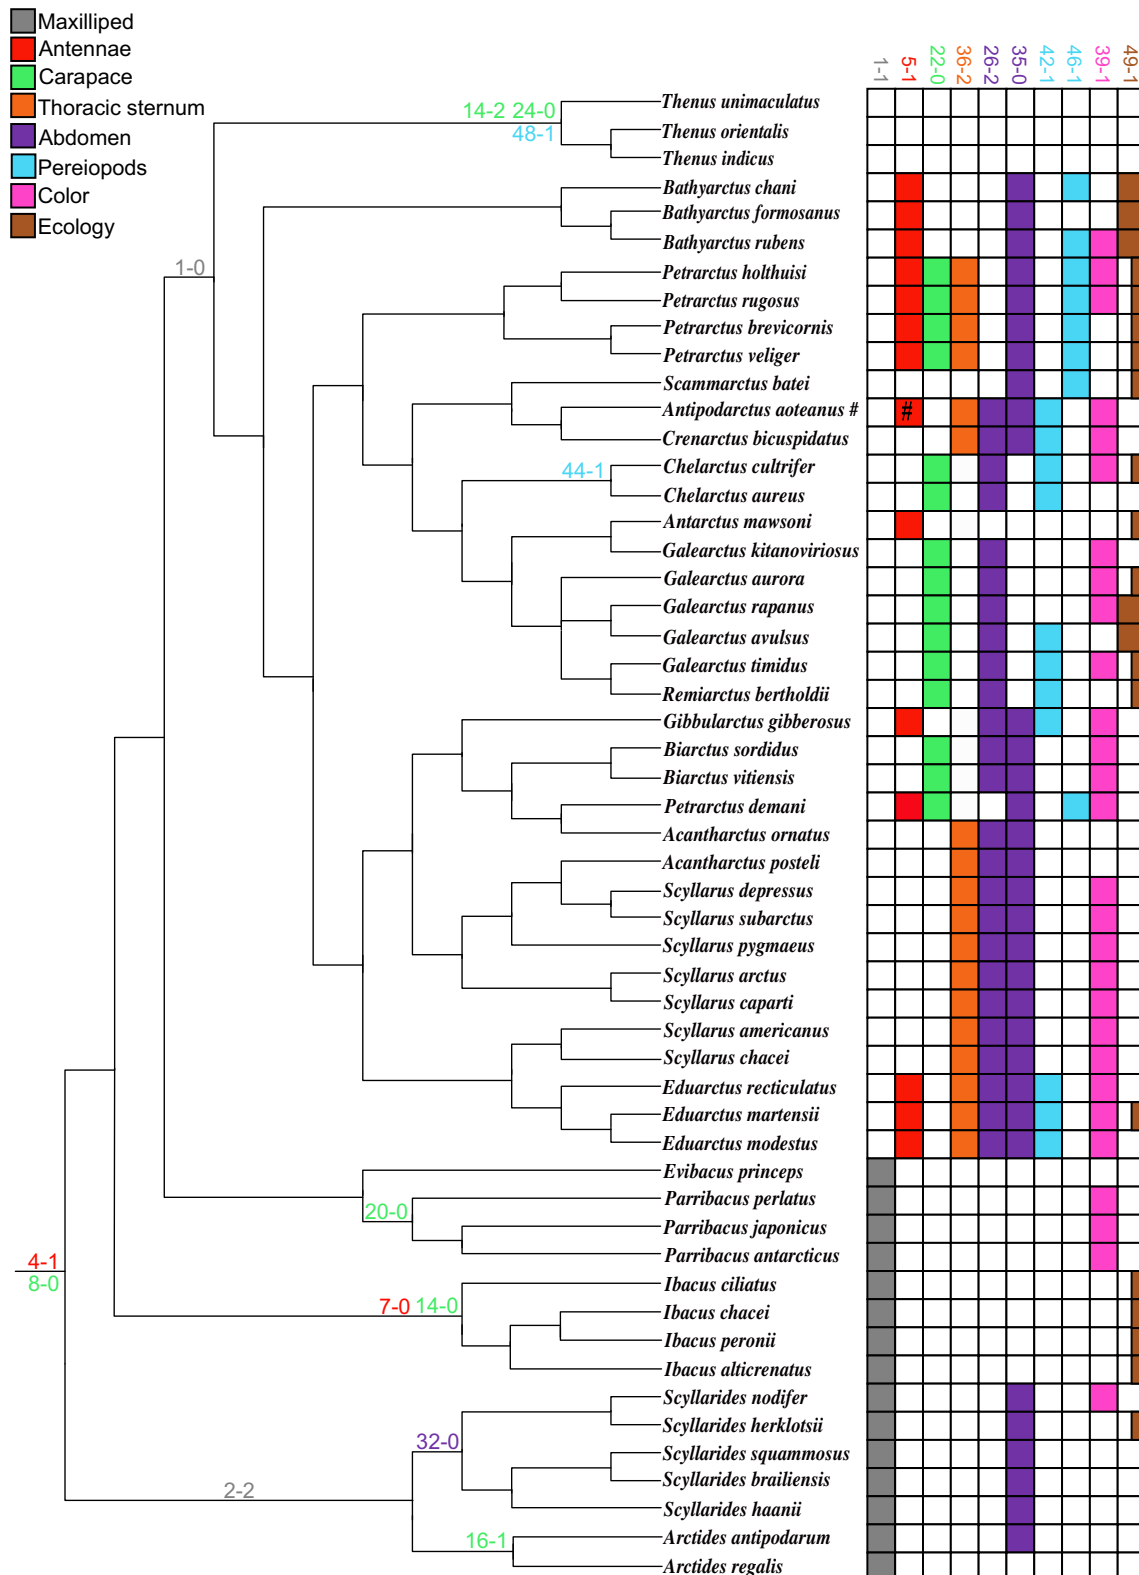 Maxilliped
Antennae
Carapace
Thoracic sternum
Abdomen
Pereiopods
Color
Ecology
1-1
5-1
22-0
36-2
26-2
35-0
42-1
46-1
39-1
49-1
14-2 24-0
48-1
1-0
44-1
20-0
4-1
8-0
7-0 14-0
32-0
2-2
16-1
Thenus unimaculatus
Thenus orientalis
Thenus indicus
Bathyarctus chani
Bathyarctus formosanus
Bathyarctus rubens
Petrarctus holthuisi
Petrarctus rugosus
Petrarctus brevicornis
Petrarctus veliger
Scammarctus batei
Antipodarctus aoteanus #
#
Crenarctus bicuspidatus
Chelarctus cultrifer
Chelarctus aureus
Antarctus mawsoni
Galearctus kitanoviriosus
Galearctus aurora
Galearctus rapanus
Galearctus avulsus
Galearctus timidus
Remiarctus bertholdii
Gibbularctus gibberosus
Biarctus sordidus
Biarctus vitiensis
Petrarctus demani
Acantharctus ornatus
Acantharctus posteli
Scyllarus depressus
Scyllarus subarctus
Scyllarus pygmaeus
Scyllarus arctus
Scyllarus caparti
Scyllarus americanus
Scyllarus chacei
Eduarctus recticulatus
Eduarctus martensii
Eduarctus modestus
Evibacus princeps
Parribacus perlatus
Parribacus japonicus
Parribacus antarcticus
Ibacus ciliatus
Ibacus chacei
Ibacus peronii
Ibacus alticrenatus
Scyllarides nodifer
Scyllarides herklotsii
Scyllarides squammosus
Scyllarides brailiensis
Scyllarides haanii
Arctides antipodarum
Arctides regalis